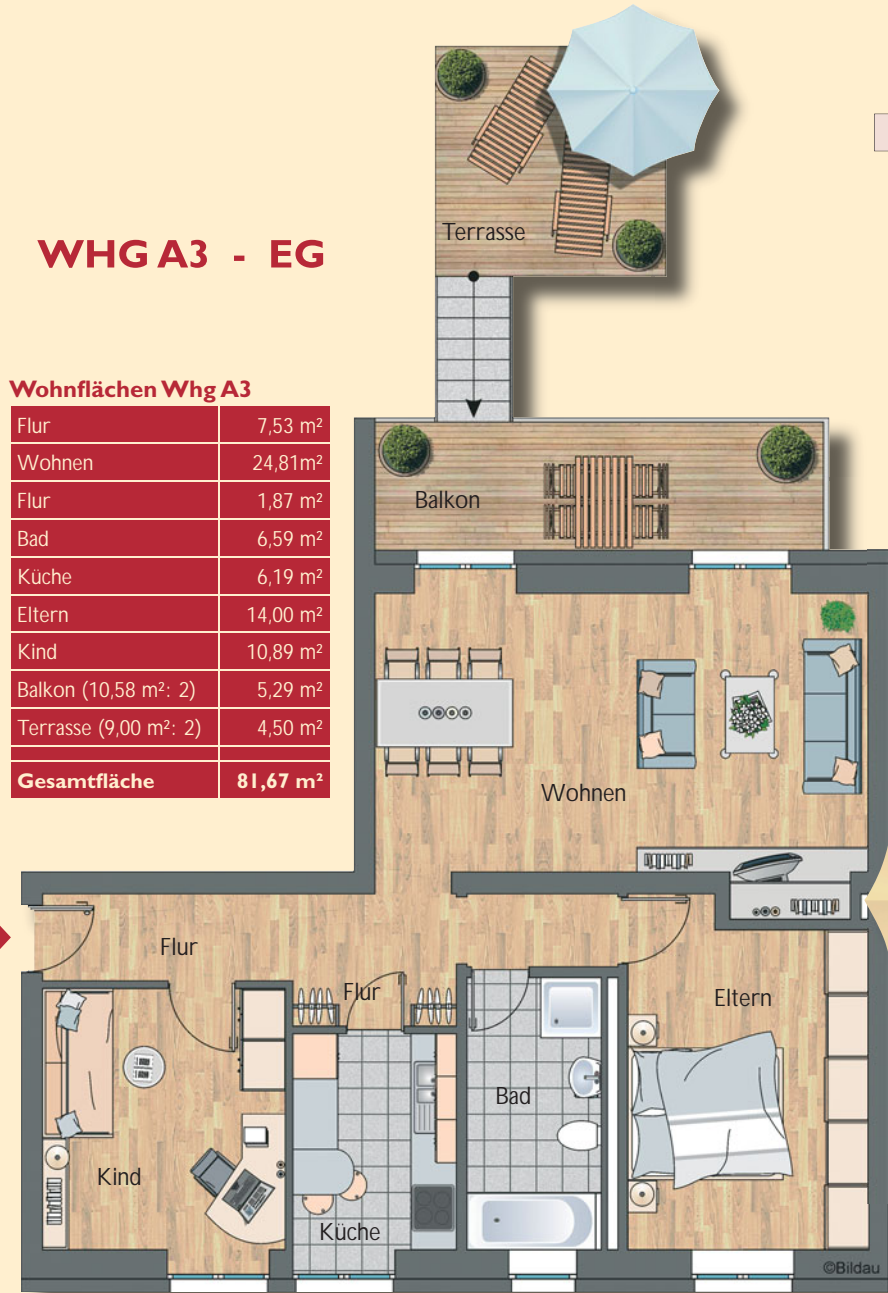 Terrasse
WHG A3 - EG
Wohnflächen Whg A3
Flur 7,53 m²
Wohnen 24,81m²
Flur 1,87 m²
Bad 6,59 m²
Küche 6,19 m²
Eltern 14,00 m²
Kind 10,89 m²
Balkon (10,58 m²: 2) 5,29 m²
Terrasse (9,00 m²: 2) 4,50 m²
Gesamtfläche 81,67 m²
Balkon
Wohnen
Flur
Flur
Eltern
Bad
Kind
Küche
©Bildau